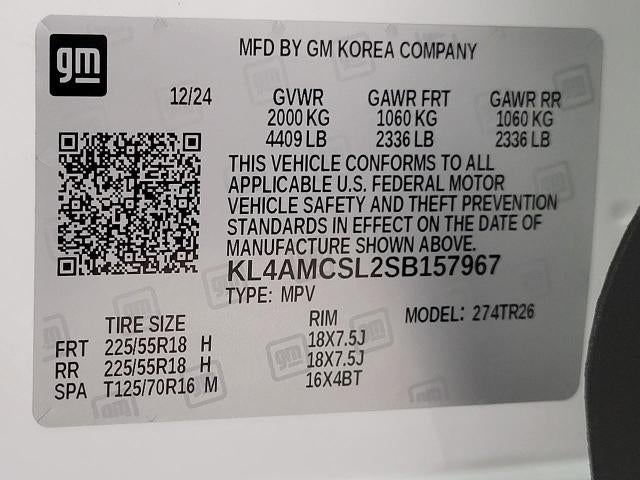 gm
MFD BY GM KOREA COMPANY
12/24 GVWR GAWR FRT GAWR RR
2000 KG 1060 KG 1060 KG
4409 LB 2336 LB 2336 LB
THIS VEHICLE CONFORMS TO ALL
APPLICABLE U.S. FEDERAL MOTOR
VEHICLE SAFETY AND THEFT PREVENTION
STANDARDS IN EFFECT ON THE DATE OF
MANUFACTURE SHOWN ABOVE.
KL4AMCSL2SB157967
TYPE: MPV
MODEL: 274TR26
TIRE SIZE RIM
FRT 225/55R18 H 18X7.5J
RR 225/55R18 H 18X7.5J
SPA T125/70R16 M 16X4BT